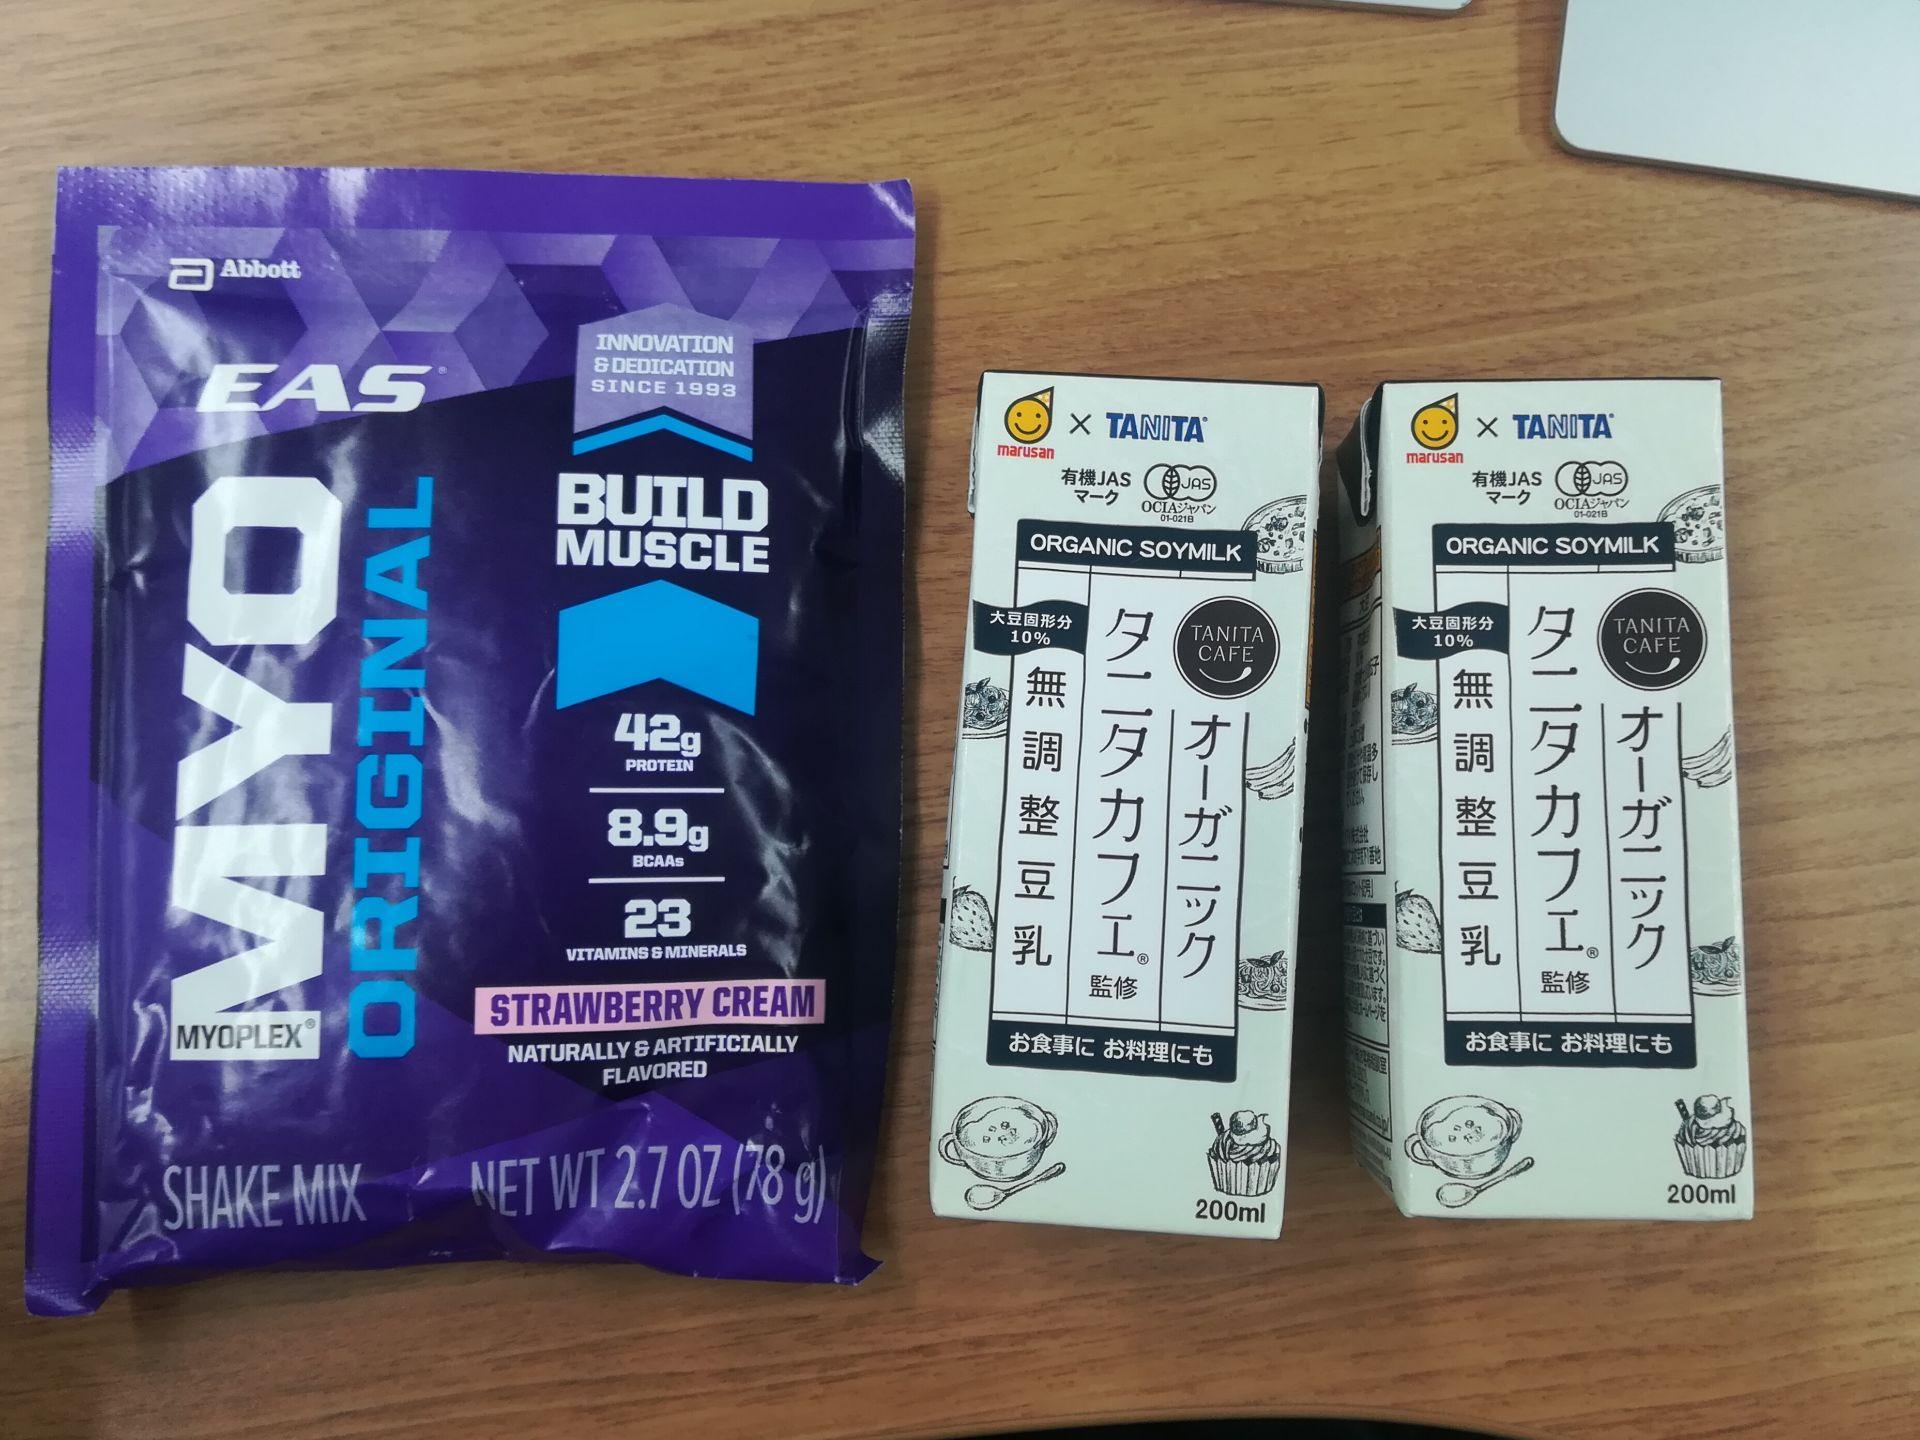 Abbott
EAS®
MYO
ORIGINAL
MYOPLEX®
INNOVATION
& DEDICATION
SINCE 1993
BUILD
MUSCLE
42g
PROTEIN
8.9g
BCAAs
23
VITAMINS & MINERALS
STRAWBERRY CREAM
NATURALLY & ARTIFICIALLY
FLAVORED
SHAKE MIX
NET WT 2.7 OZ (78 g)
marusan × TANITA®
有機JAS
マーク
JAS
OCIAジャパン
01-021B
ORGANIC SOYMILK
TANITA
CAFE
オーガニック
タニタカフェ®監修
大豆固形分
10%
無調整豆乳
お食事に お料理にも
200ml
marusan × TANITA®
有機JAS
マーク
JAS
OCIAジャパン
01-021B
ORGANIC SOYMILK
TANITA
CAFE
オーガニック
タニタカフェ®監修
大豆固形分
10%
無調整豆乳
お食事に お料理にも
200ml